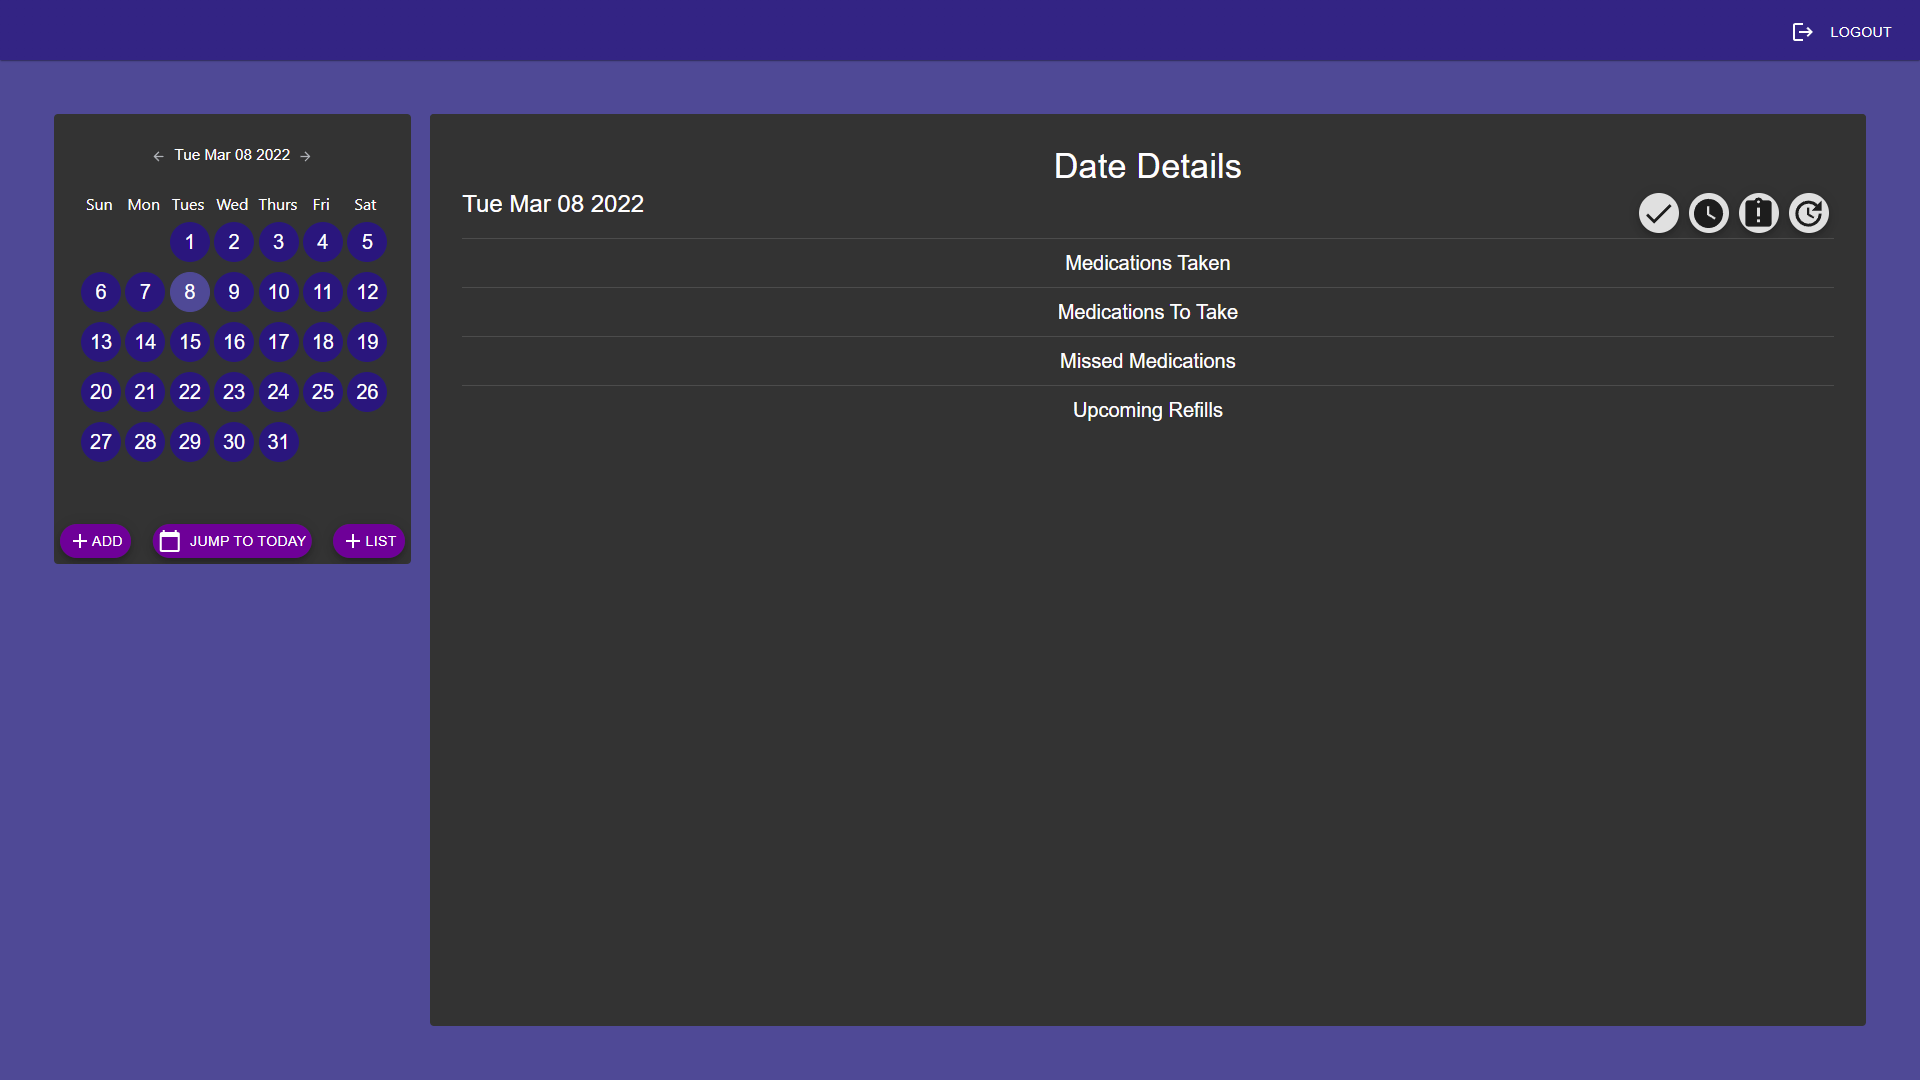 LOGOUT
Tue Mar 08 2022
Sun Mon Tues Wed Thurs Fri Sat
1 2 3 4 5
6 7 8 9 10 11 12
13 14 15 16 17 18 19
20 21 22 23 24 25 26
27 28 29 30 31
ADD JUMP TO TODAY LIST
Date Details
Tue Mar 08 2022
Medications Taken
Medications To Take
Missed Medications
Upcoming Refills